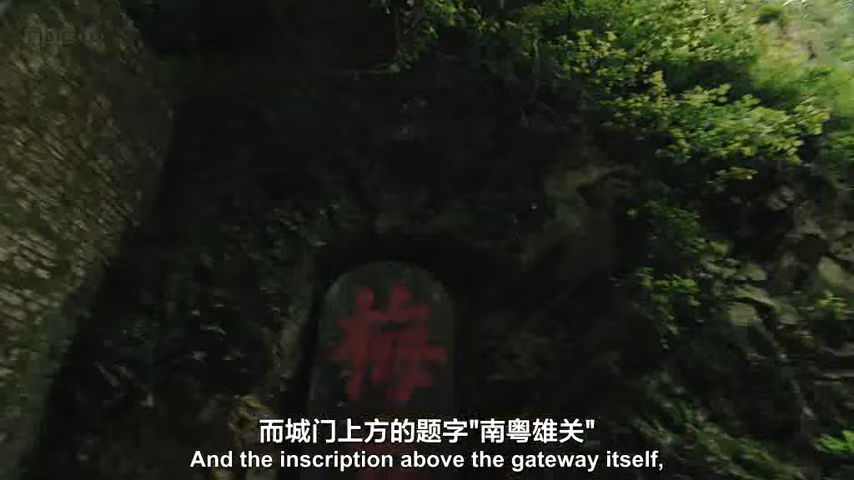 梅
而城门上方的题字"南粤雄关"
And the inscription above the gateway itself,